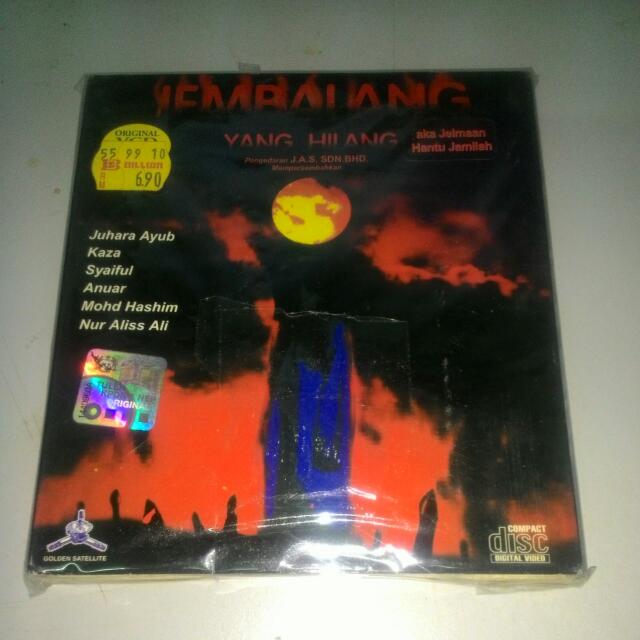 JEMBALANG
YANG HILANG
aka Jelmaan
Hantu Jamilah
Pengedaran J.A.S. SDN.BHD.
Mempersembahkan
ORIGINAL
VCD
55 99 10
BILLION
RM 6.90
Juhara Ayub
Kaza
Syaiful
Anuar
Mohd Hashim
Nur Aliss Ali
ORIGINAL
GOLDEN SATELLITE
COMPACT
disc
DIGITAL VIDEO